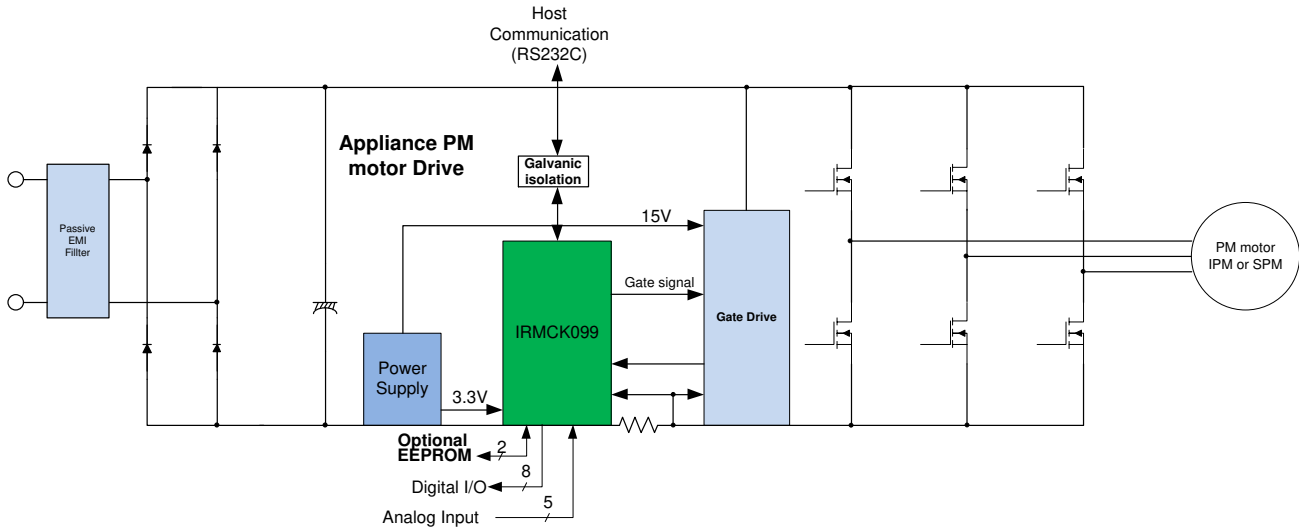 Host
Communication
(RS232C)
Appliance PM
motor Drive
Galvanic
isolation
15V
Passive
EMI
Fillter
Gate signal
Gate Drive
PM motor
IPM or SPM
IRMCK099
Power
Supply
3.3V
Optional
EEPROM
2
Digital I/O
8
Analog Input
5